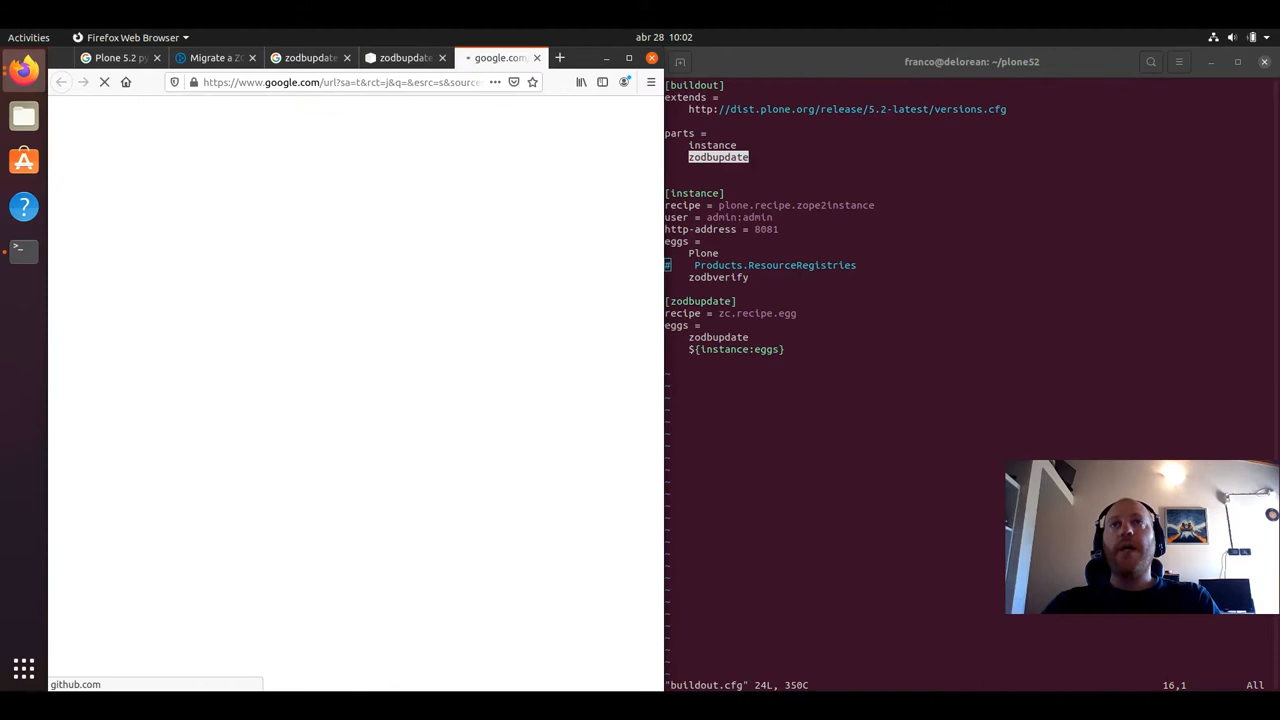 Activities
Firefox Web Browser
abr 28 10:02
Plone 5.2 py
Migrate a ZO
zodbupdate
zodbupdate
google.com/
franco@delorean: ~/plone52
https://www.google.com/url?sa=t&rct=j&q=&esrc=s&source
[buildout]
extends =
http://dist.plone.org/release/5.2-latest/versions.cfg
parts =
instance
zodbupdate
[instance]
recipe = plone.recipe.zope2instance
user = admin:admin
http-address = 8081
eggs =
Plone
# Products.ResourceRegistries
zodbverify
[zodbupdate]
recipe = zc.recipe.egg
eggs =
zodbupdate
${instance:eggs}
github.com
"buildout.cfg" 24L, 350C 16,1 All